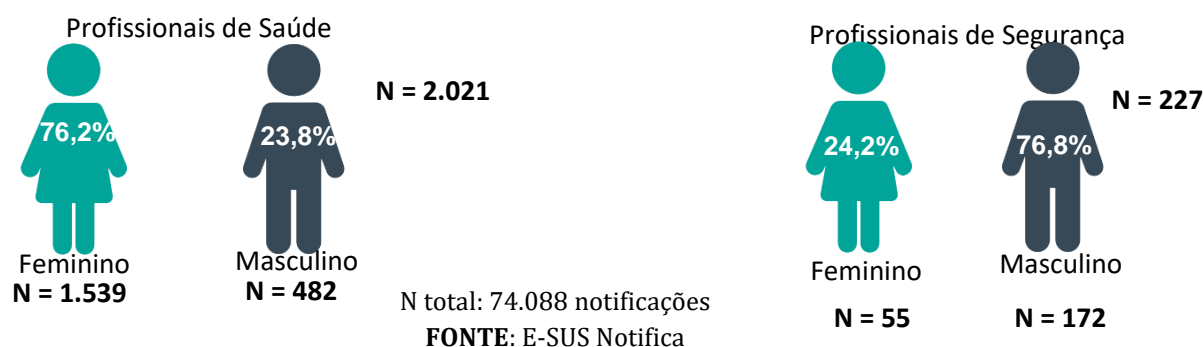 Profissionais de Saúde
76,2%
23,8%
N = 2.021
Feminino
N = 1.539
Masculino
N = 482
N total: 74.088 notificações
FONTE: E-SUS Notifica
Profissionais de Segurança
24,2%
76,8%
N = 227
Feminino
N = 55
Masculino
N = 172